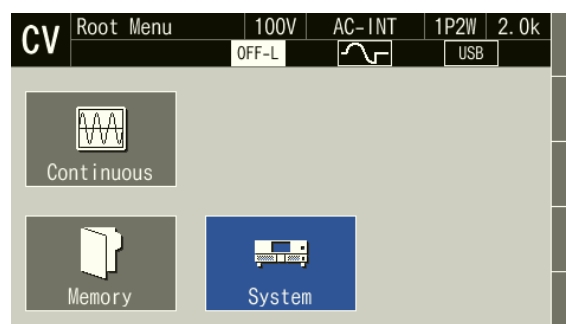 CV Root Menu 100V AC-INT 1P2W 2.0k
OFF-L USB
Continuous
Memory System